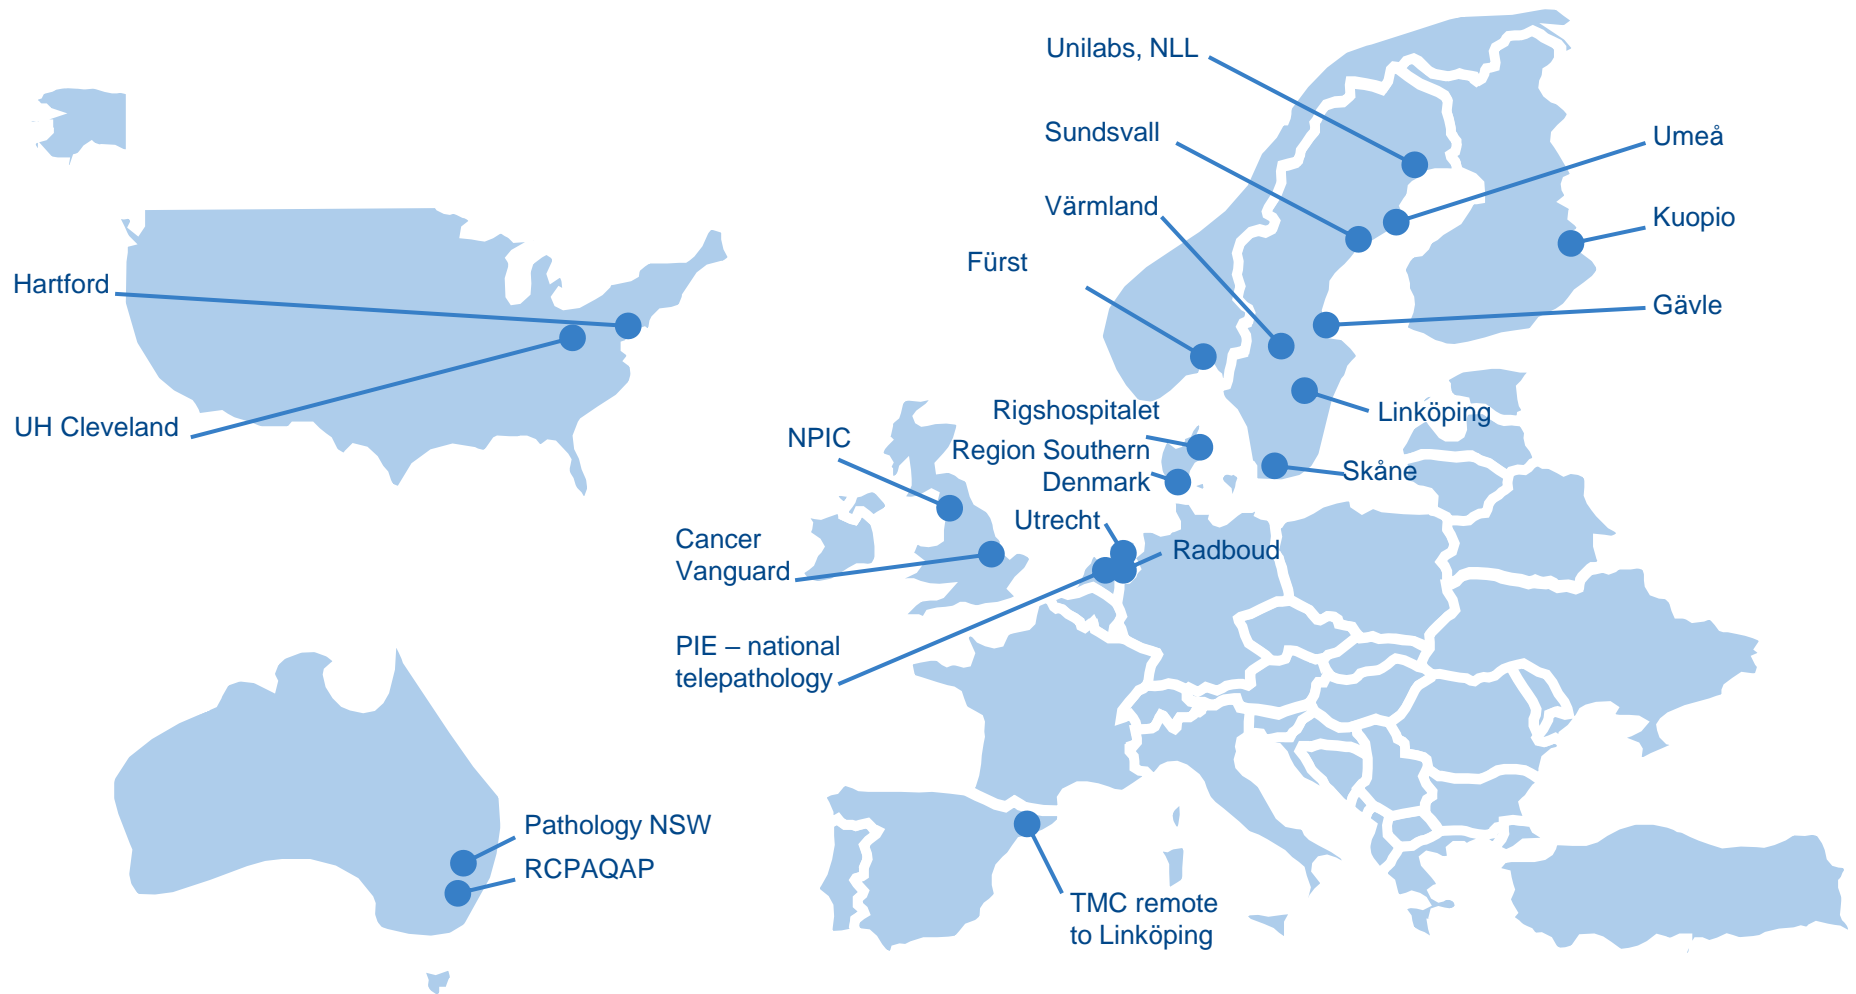 Unilabs, NLL
Sundsvall
Umeå
Värmland
Kuopio
Fürst
Hartford
Gävle
UH Cleveland
Rigshospitalet
Linköping
NPIC
Region Southern
Denmark
Skåne
Utrecht
Cancer
Vanguard
Radboud
PIE – national
telepathology
Pathology NSW
RCPAQAP
TMC remote
to Linköping